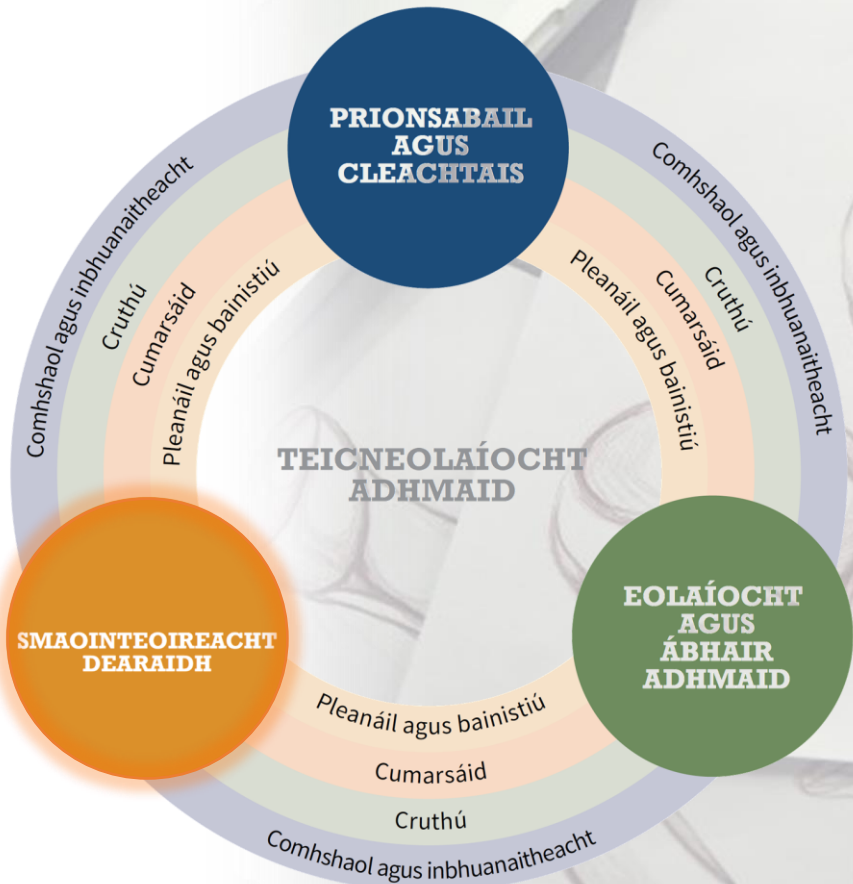 PRIONSABAIL
AGUS
CLEACHTAIS
Comhshaol agus inbhuanaitheacht
Cruthú
Cumarsáid
Pleanáil agus bainistiú
Comhshaol agus inbhuanaitheacht
Cruthú
Cumarsáid
Pleanáil agus bainistiú
TEICNEOLAÍOCHT
ADHMAID
SMAOINTEOIREACHT
DEARAIDH
EOLAÍOCHT
AGUS
ÁBHAIR
ADHMAID
Pleanáil agus bainistiú
Cumarsáid
Cruthú
Comhshaol agus inbhuanaitheacht